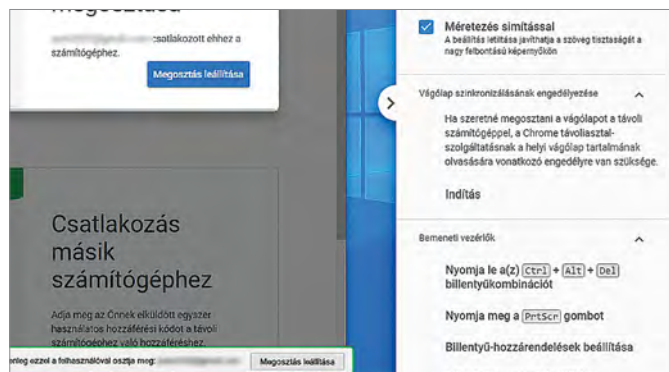 megosztása
csatlakozott ehhez a
számítógéphez.
Megosztás leállítása
Csatlakozás
másik
számítógéphez
Adja meg az Önnek elküldött egyszer
használatos hozzáférési kódot a távoli
számítógéphez való hozzáféréshez.
enleg ezzel a felhasználóval osztja meg:
Megosztás leállítása
Méretezés simítással
A beállítás letiltása javíthatja a szöveg tisztaságát a
nagy felbontású képernyőkön
Vágólap szinkronizálásának engedélyezése
Ha szeretné megosztani a vágólapot a távoli
számítógéppel, a Chrome távoliasztal-
szolgáltatásnak a helyi vágólap tartalmának
olvasására vonatkozó engedélyre van szüksége.
Indítás
Bemeneti vezérlők
Nyomja le a(z) Ctrl + Alt + Del
billentyűkombinációt
Nyomja meg a PrtScr gombot
Billentyű-hozzárendelések beállítása